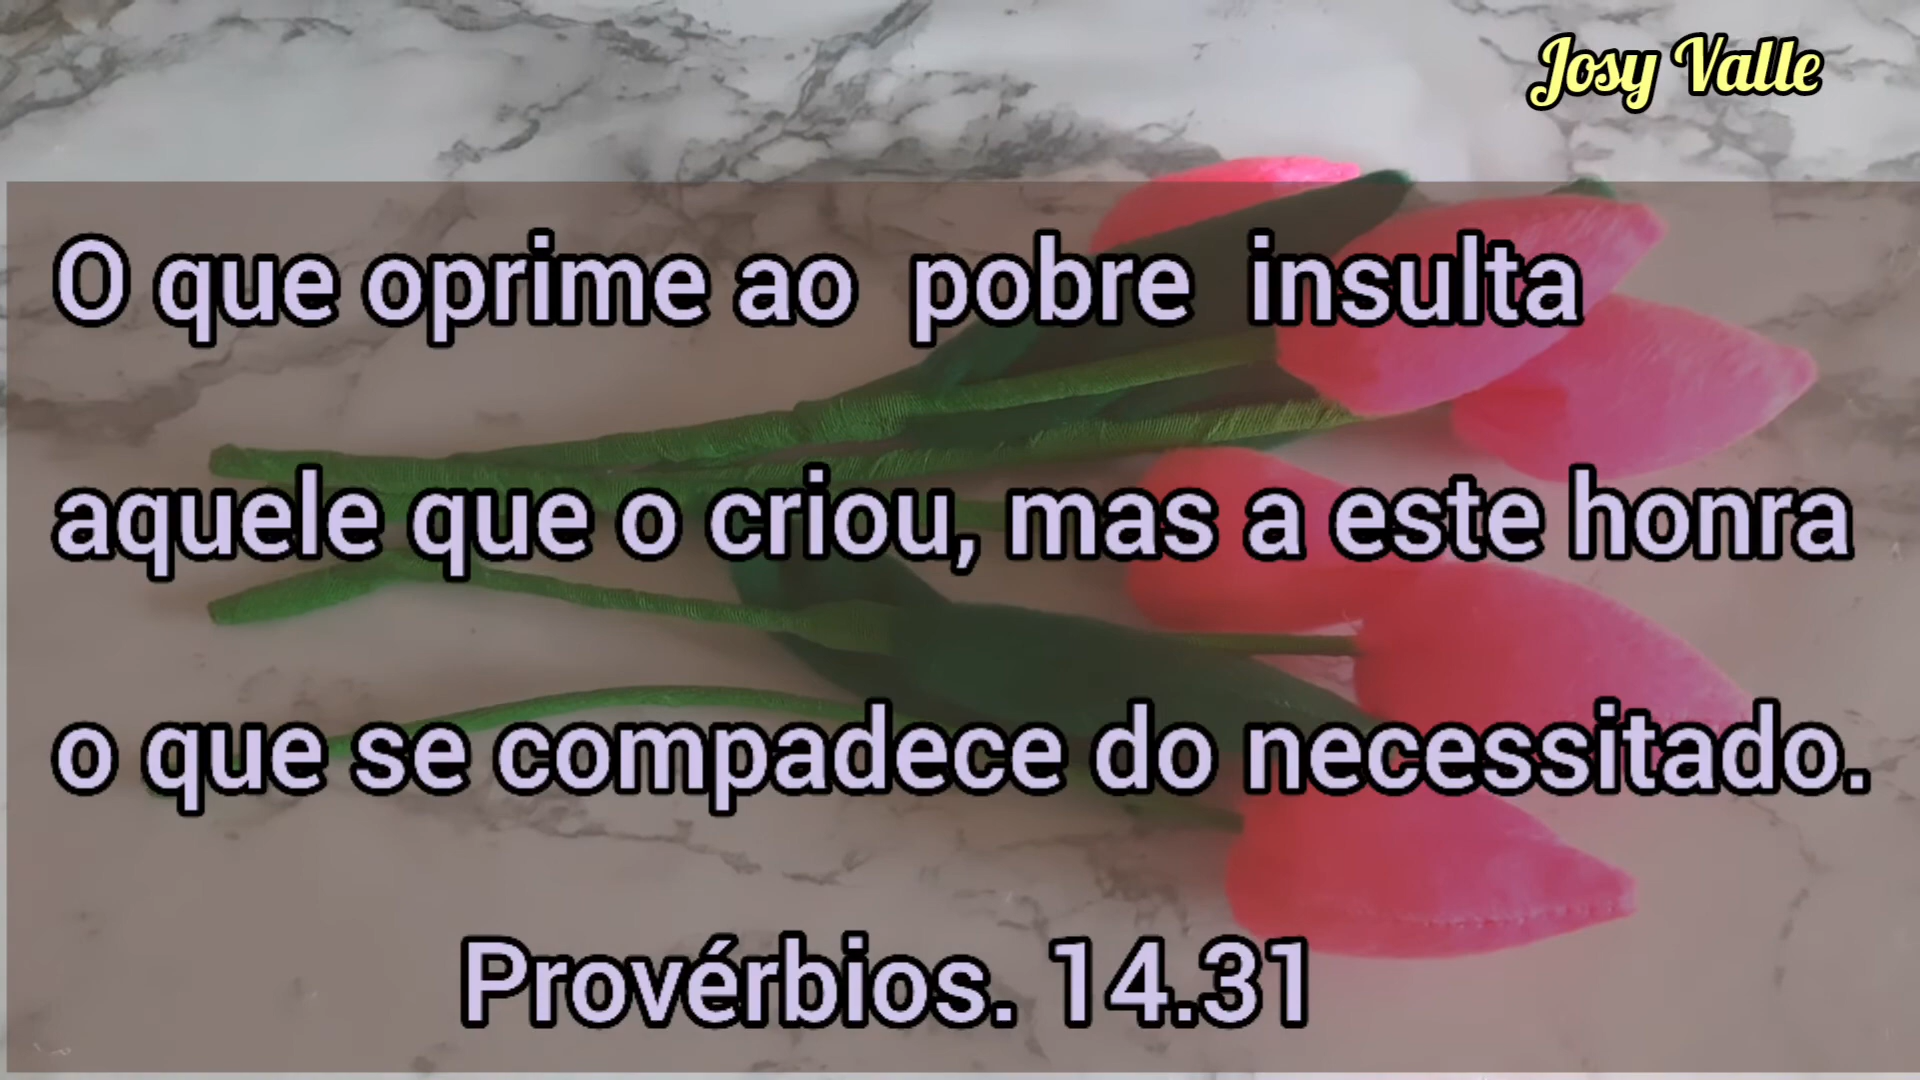 Josy Valle
O que oprime ao pobre insulta
aquele que o criou, mas a este honra
o que se compadece do necessitado.
Provérbios. 14.31